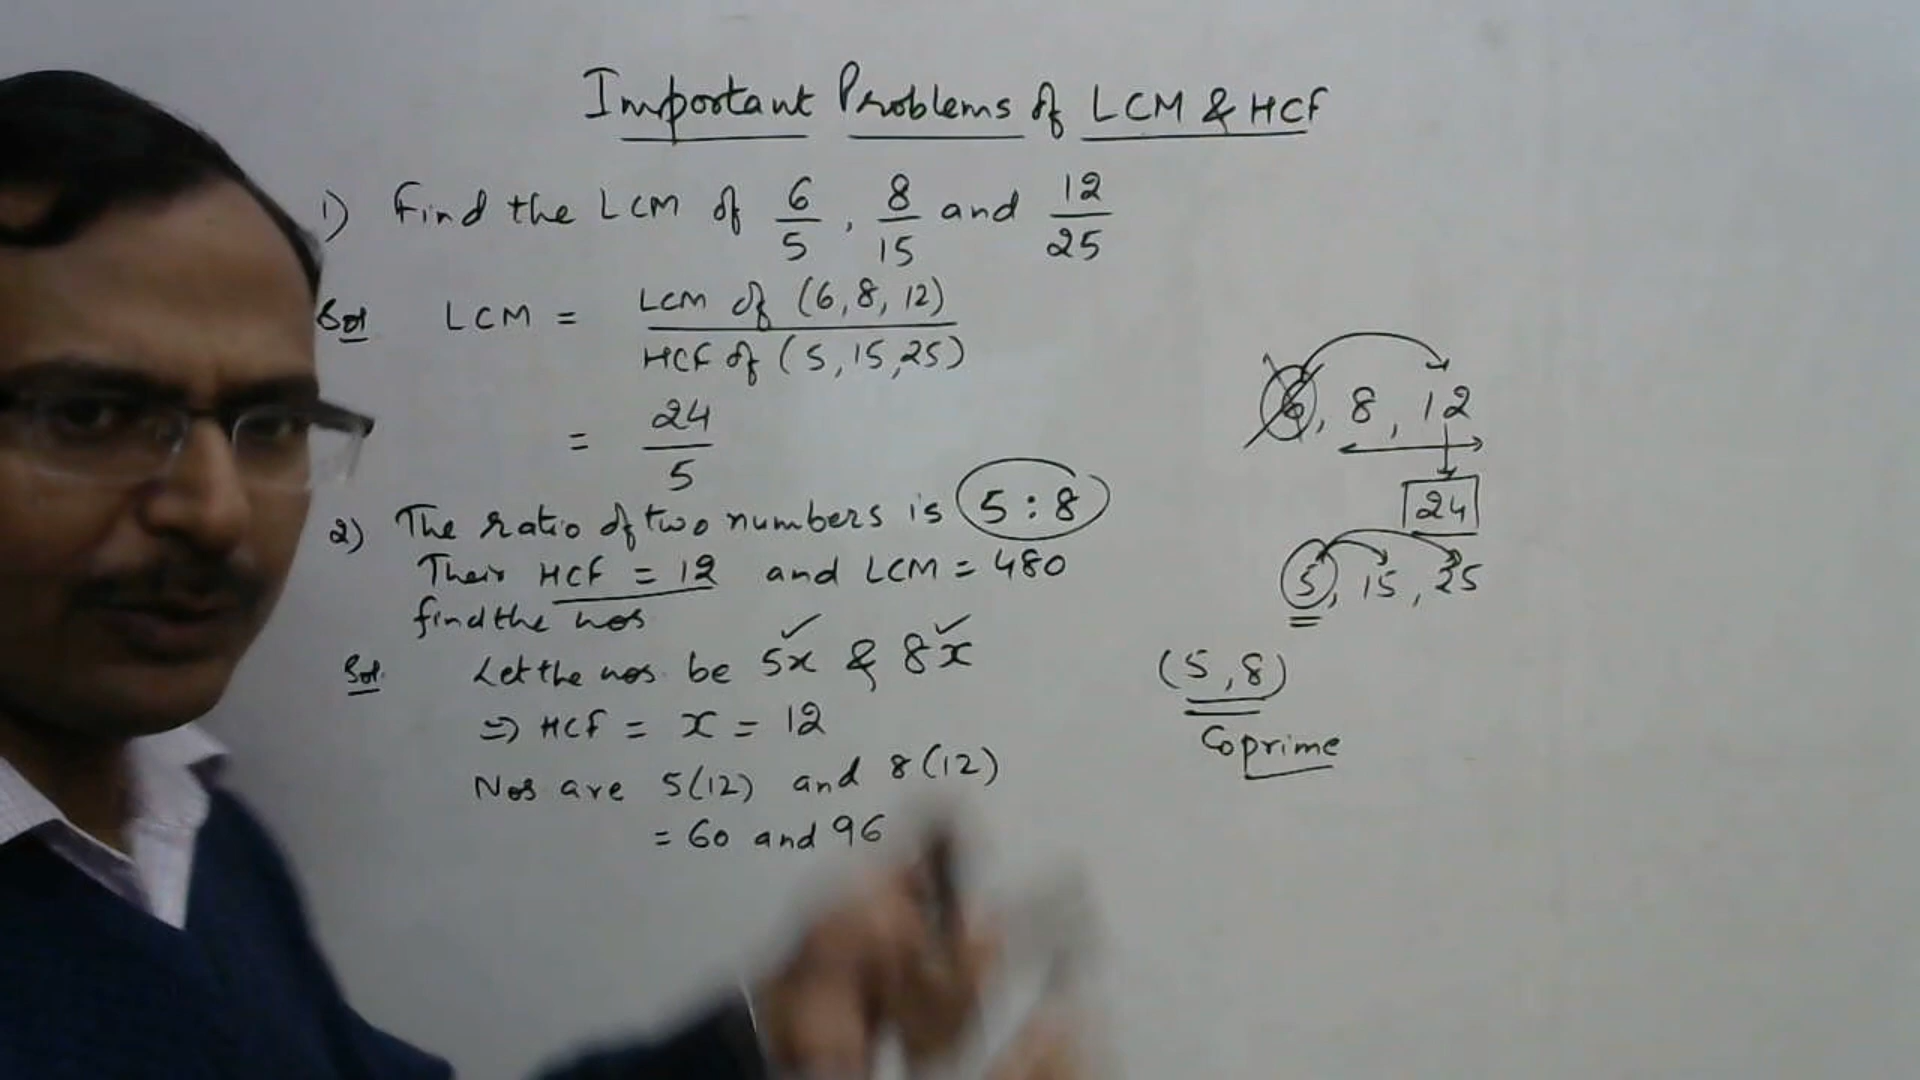 Important Problems of LCM & HCF
1) Find the LCM of 6/5, 8/15 and 12/25
Sol LCM = LCM of (6, 8, 12) / HCF of (5, 15, 25)
= 24/5
6, 8, 12
24
5, 15, 25
2) The ratio of two numbers is 5 : 8
Their HCF = 12 and LCM = 480
find the nos
Sol. Let the nos. be 5x & 8x
⇒ HCF = x = 12
Nos are 5(12) and 8(12)
= 60 and 96
(5, 8)
Coprime